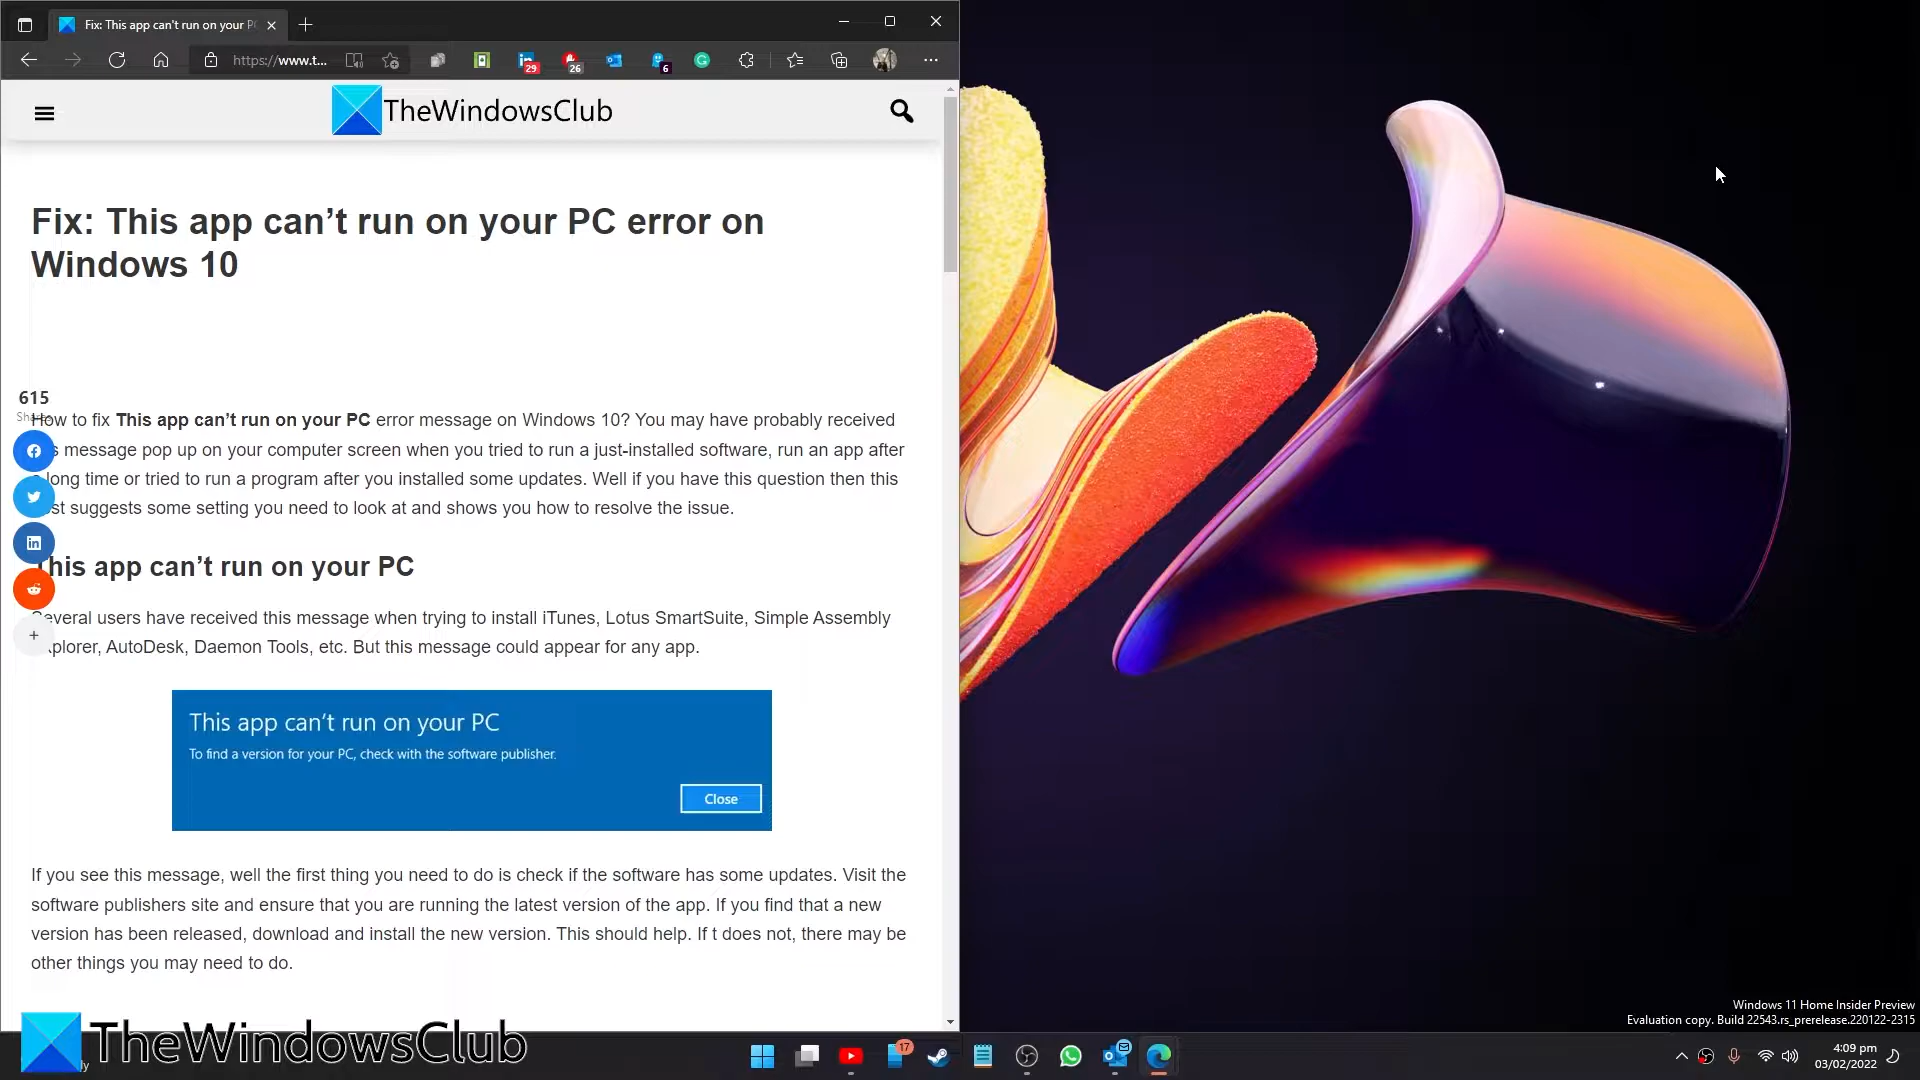 Fix: This app can't run on your P
https://www.t...
29
26
6
TheWindowsClub
Fix: This app can’t run on your PC error on
Windows 10
615
Shares
How to fix This app can’t run on your PC error message on Windows 10? You may have probably received
message pop up on your computer screen when you tried to run a just-installed software, run an app after
long time or tried to run a program after you installed some updates. Well if you have this question then this
suggests some setting you need to look at and shows you how to resolve the issue.
This app can’t run on your PC
Several users have received this message when trying to install iTunes, Lotus SmartSuite, Simple Assembly
xplorer, AutoDesk, Daemon Tools, etc. But this message could appear for any app.
This app can’t run on your PC
To find a version for your PC, check with the software publisher.
Close
If you see this message, well the first thing you need to do is check if the software has some updates. Visit the
software publishers site and ensure that you are running the latest version of the app. If you find that a new
version has been released, download and install the new version. This should help. If t does not, there may be
other things you may need to do.
Windows 11 Home Insider Preview
Evaluation copy. Build 22543.rs_prerelease.220122-2315
TheWindowsClub
17
4:09 pm
03/02/2022